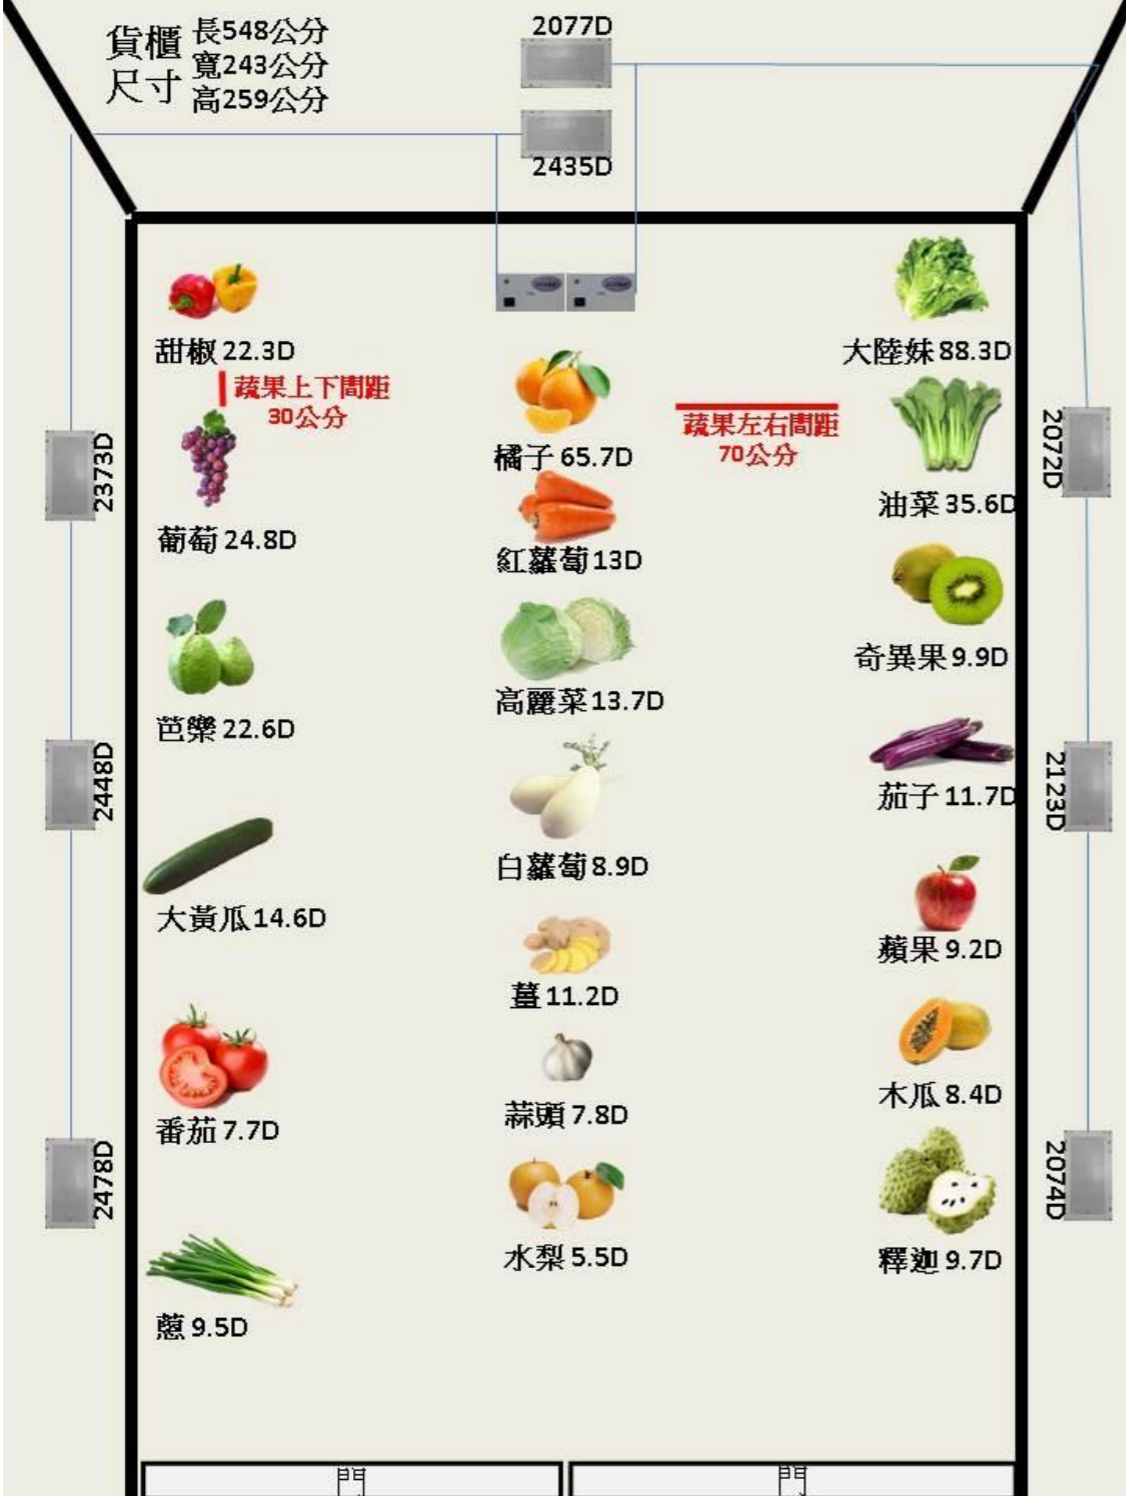 貨櫃
尺寸
長548公分
寬243公分
高259公分
2077D
2435D
甜椒 22.3D
大陸妹 88.3D
蔬果上下間距
30公分
橘子 65.7D
蔬果左右間距
70公分
2373D
2072D
油菜 35.6D
葡萄 24.8D
紅蘿蔔 13D
奇異果 9.9D
高麗菜 13.7D
芭樂 22.6D
2448D
2123D
茄子 11.7D
白蘿蔔 8.9D
大黃瓜 14.6D
蘋果 9.2D
薑 11.2D
木瓜 8.4D
蒜頭 7.8D
番茄 7.7D
2478D
2074D
水梨 5.5D
釋迦 9.7D
蔥 9.5D
門
門